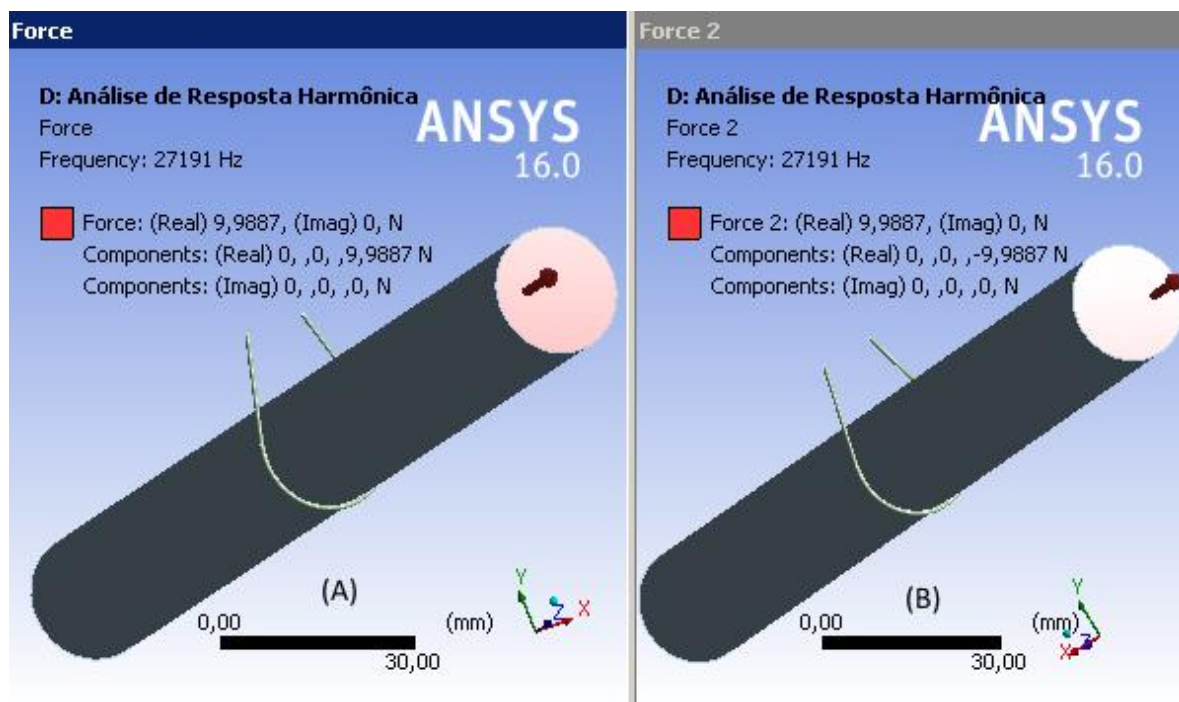 Force
D: Análise de Resposta Harmônica
Force
Frequency: 27191 Hz
ANSYS
16.0
Force: (Real) 9,9887, (Imag) 0, N
Components: (Real) 0, ,0, ,9,9887 N
Components: (Imag) 0, ,0, ,0, N
(A)
0,00
(mm)
30,00
Y
Z
X
Force 2
D: Análise de Resposta Harmônica
Force 2
Frequency: 27191 Hz
ANSYS
16.0
Force 2: (Real) 9,9887, (Imag) 0, N
Components: (Real) 0, ,0, ,-9,9887 N
Components: (Imag) 0, ,0, ,0, N
(B)
0,00
(mm)
30,00
Y
X
Z